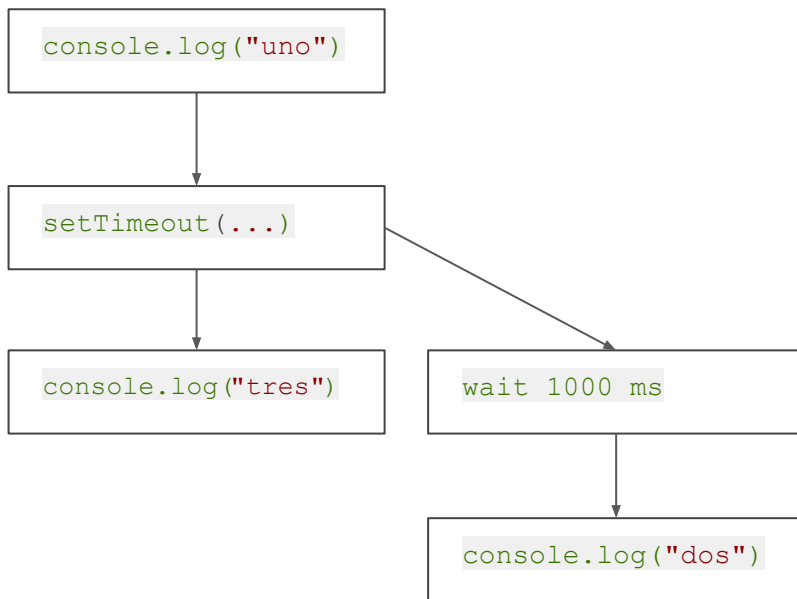 console.log("uno")
setTimeout(...)
console.log("tres")
wait 1000 ms
console.log("dos")